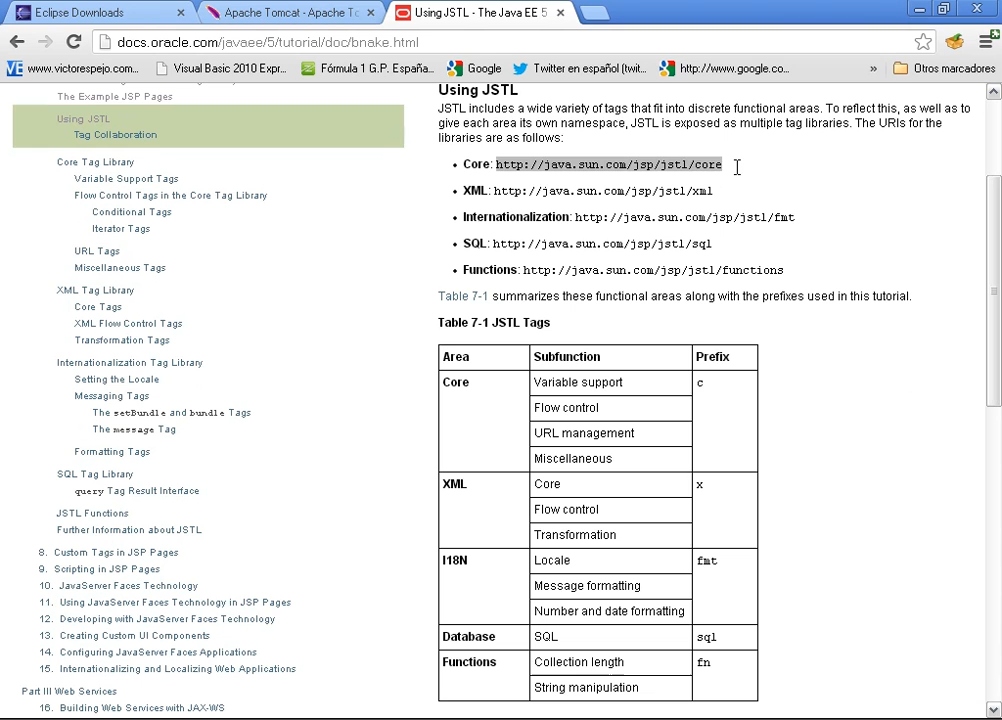 Eclipse Downloads
Apache Tomcat - Apache To
Using JSTL - The Java EE 5
docs.oracle.com/javaee/5/tutorial/doc/bnake.html
www.victorespejo.com...
Visual Basic 2010 Expr...
Fórmula 1 G.P. España...
Google
Twitter en español (twit...
http://www.google.co...
»
Otros marcadores
The Example JSP Pages
Using JSTL
Tag Collaboration
Core Tag Library
Variable Support Tags
Flow Control Tags in the Core Tag Library
Conditional Tags
Iterator Tags
URL Tags
Miscellaneous Tags
XML Tag Library
Core Tags
XML Flow Control Tags
Transformation Tags
Internationalization Tag Library
Setting the Locale
Messaging Tags
The setBundle and bundle Tags
The message Tag
Formatting Tags
SQL Tag Library
query Tag Result Interface
JSTL Functions
Further Information about JSTL
8. Custom Tags in JSP Pages
9. Scripting in JSP Pages
10. JavaServer Faces Technology
11. Using JavaServer Faces Technology in JSP Pages
12. Developing with JavaServer Faces Technology
13. Creating Custom UI Components
14. Configuring JavaServer Faces Applications
15. Internationalizing and Localizing Web Applications
Part III Web Services
16. Building Web Services with JAX-WS
Using JSTL
JSTL includes a wide variety of tags that fit into discrete functional areas. To reflect this, as well as to
give each area its own namespace, JSTL is exposed as multiple tag libraries. The URIs for the
libraries are as follows:
• Core: http://java.sun.com/jsp/jstl/core
• XML: http://java.sun.com/jsp/jstl/xml
• Internationalization: http://java.sun.com/jsp/jstl/fmt
• SQL: http://java.sun.com/jsp/jstl/sql
• Functions: http://java.sun.com/jsp/jstl/functions
Table 7-1 summarizes these functional areas along with the prefixes used in this tutorial.
Table 7-1 JSTL Tags
Area Subfunction Prefix
Core Variable support c
Flow control
URL management
Miscellaneous
XML Core x
Flow control
Transformation
I18N Locale fmt
Message formatting
Number and date formatting
Database SQL sql
Functions Collection length fn
String manipulation